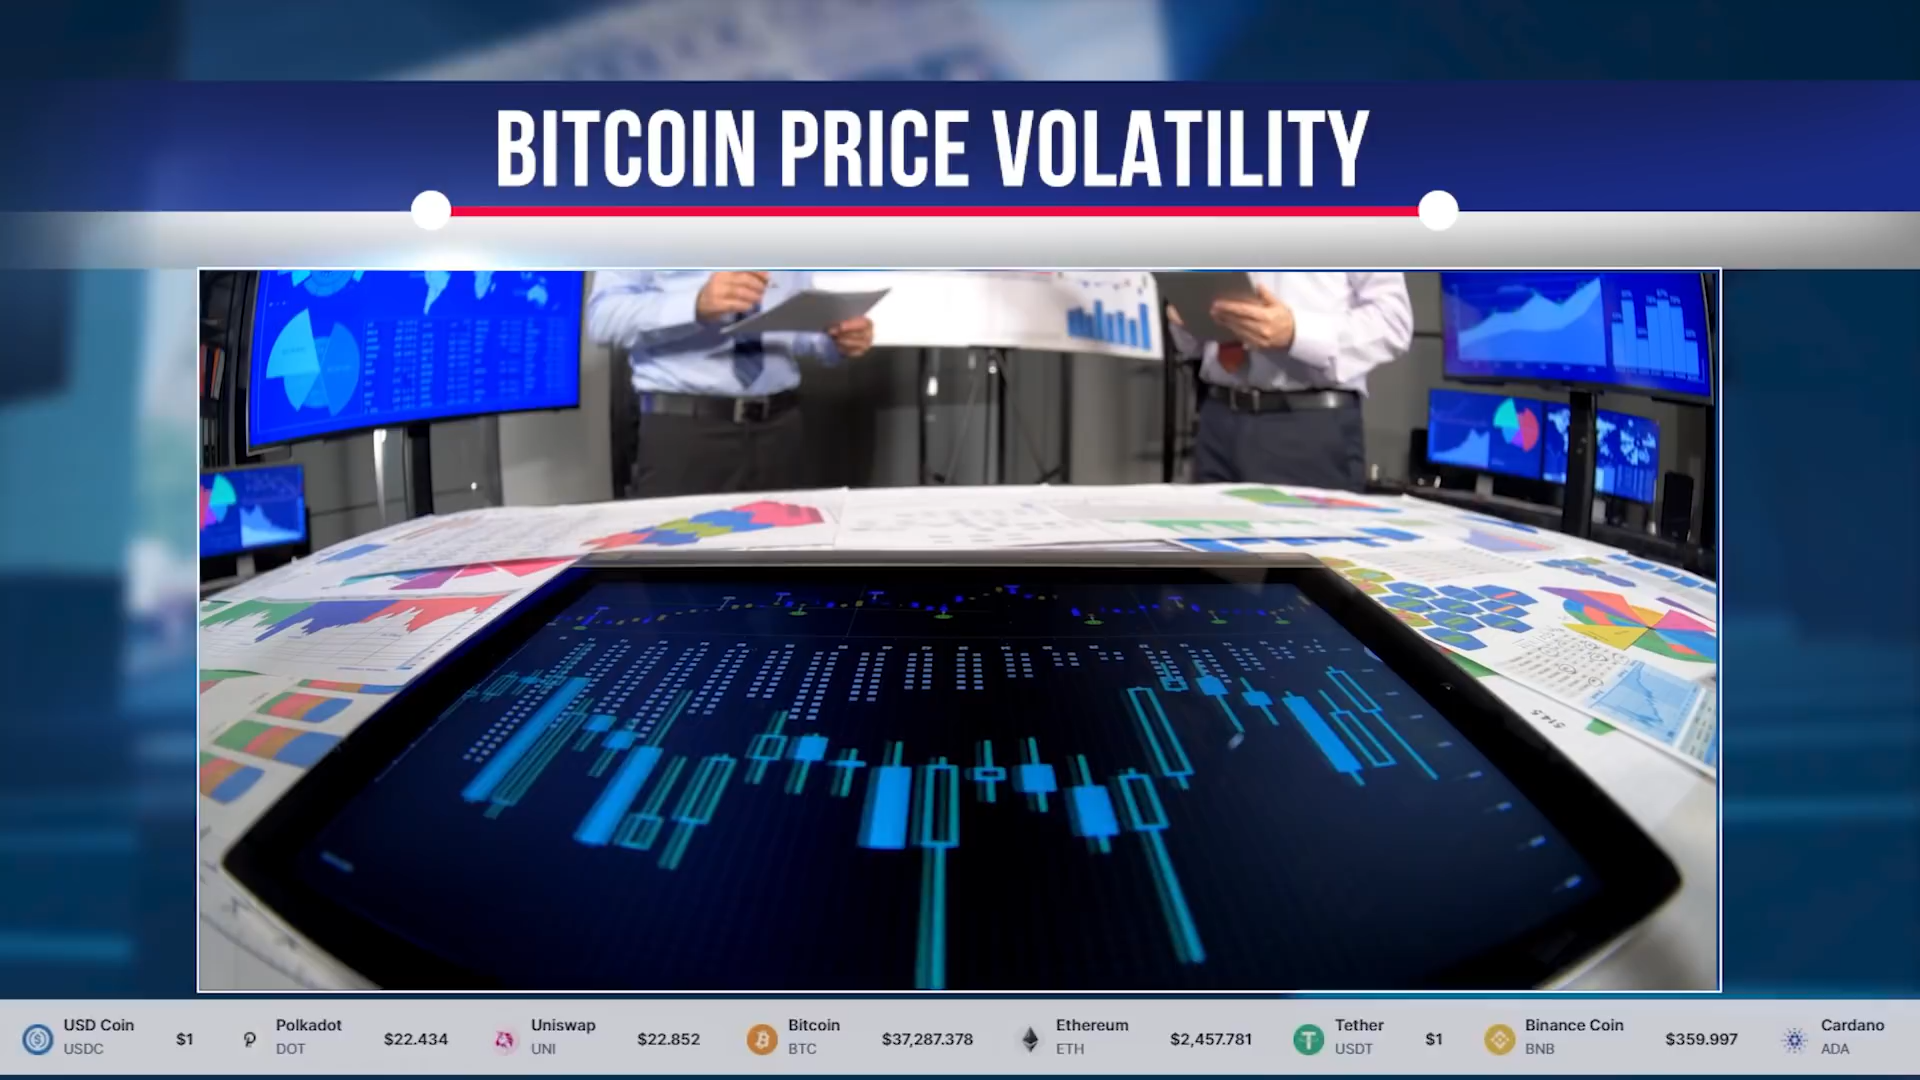 BITCOIN PRICE VOLATILITY
USD Coin
USDC
$1
Polkadot
DOT
$22.434
Uniswap
UNI
$22.852
Bitcoin
BTC
$37,287.378
Ethereum
ETH
$2,457.781
Tether
USDT
$1
Binance Coin
BNB
$359.997
Cardano
ADA